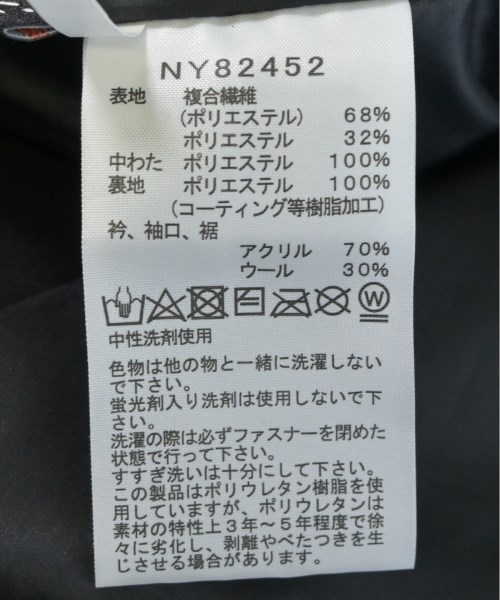 NY82452
表地 複合繊維
(ポリエステル) 68%
ポリエステル 32%
中わた ポリエステル 100%
裏地 ポリエステル 100%
(コーティング等樹脂加工)
衿、袖口、裾
アクリル 70%
ウール 30%
W
中性洗剤使用
色物は他の物と一緒に洗濯しない
で下さい。
蛍光剤入り洗剤は使用しないで下
さい。
洗濯の際は必ずファスナーを閉めた
状態で行って下さい。
すすぎ洗いは十分にして下さい。
この製品はポリウレタン樹脂を使
用していますが、ポリウレタンは
素材の特性上3年～5年程度で徐
々に劣化し、剥離やべたつきを生
じさせる場合があります。